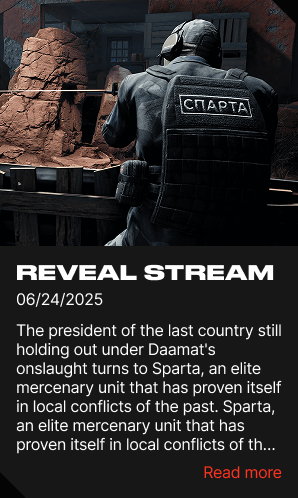 СПАРТА
REVEAL STREAM
06/24/2025
The president of the last country still
holding out under Daamat's
onslaught turns to Sparta, an elite
mercenary unit that has proven itself
in local conflicts of the past. Sparta,
an elite mercenary unit that has
proven itself in local conflicts of th...
Read more